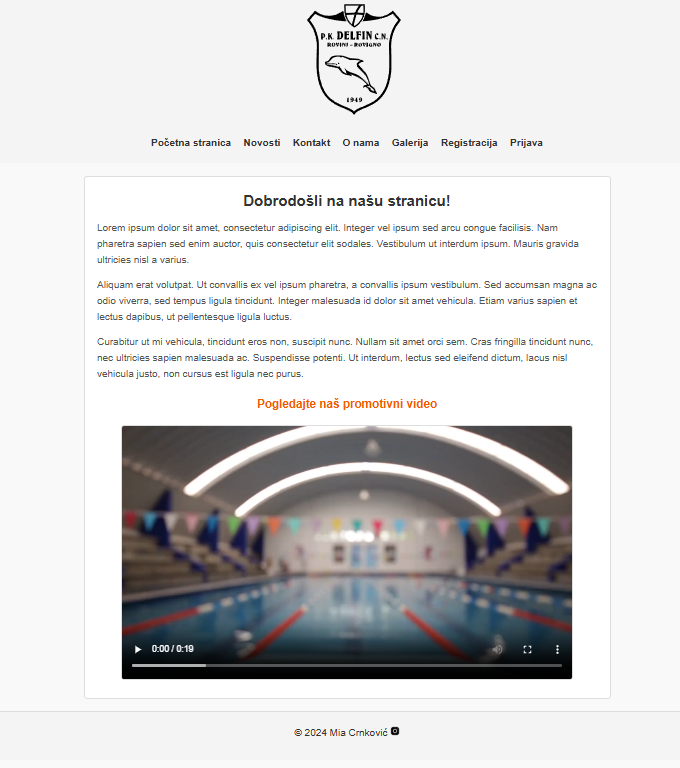 P.K. DELFIN C.N.
ROVINJ - ROVIGNO
1949
Početna stranica Novosti Kontakt O nama Galerija Registracija Prijava
Dobrodošli na našu stranicu!
Lorem ipsum dolor sit amet, consectetur adipiscing elit. Integer vel ipsum sed arcu congue facilisis. Nam
pharetra sapien sed enim auctor, quis consectetur elit sodales. Vestibulum ut interdum ipsum. Mauris gravida
ultricies nisl a varius.
Aliquam erat volutpat. Ut convallis ex vel ipsum pharetra, a convallis ipsum vestibulum. Sed accumsan magna ac
odio viverra, sed tempus ligula tincidunt. Integer malesuada id dolor sit amet vehicula. Etiam varius sapien et
lectus dapibus, ut pellentesque ligula luctus.
Curabitur ut mi vehicula, tincidunt eros non, suscipit nunc. Nullam sit amet orci sem. Cras fringilla tincidunt nunc,
nec ultricies sapien malesuada ac. Suspendisse potenti. Ut interdum, lectus sed eleifend dictum, lacus nisl
vehicula justo, non cursus est ligula nec purus.
Pogledajte naš promotivni video
0:00 / 0:19
© 2024 Mia Crnković